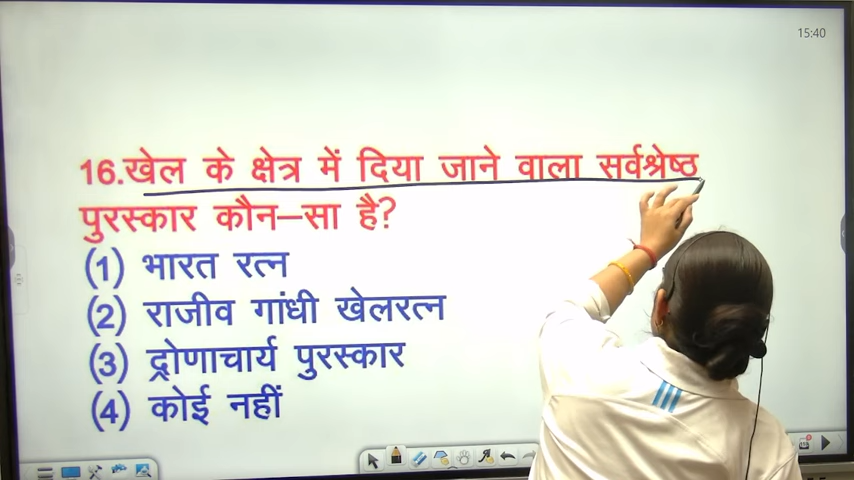 15:40
16.खेल के क्षेत्र में दिया जाने वाला सर्वश्रेष्ठ
पुरस्कार कौन–सा है?
(1) भारत रत्न
(2) राजीव गांधी खेलरत्न
(3) द्रोणाचार्य पुरस्कार
(4) कोई नहीं